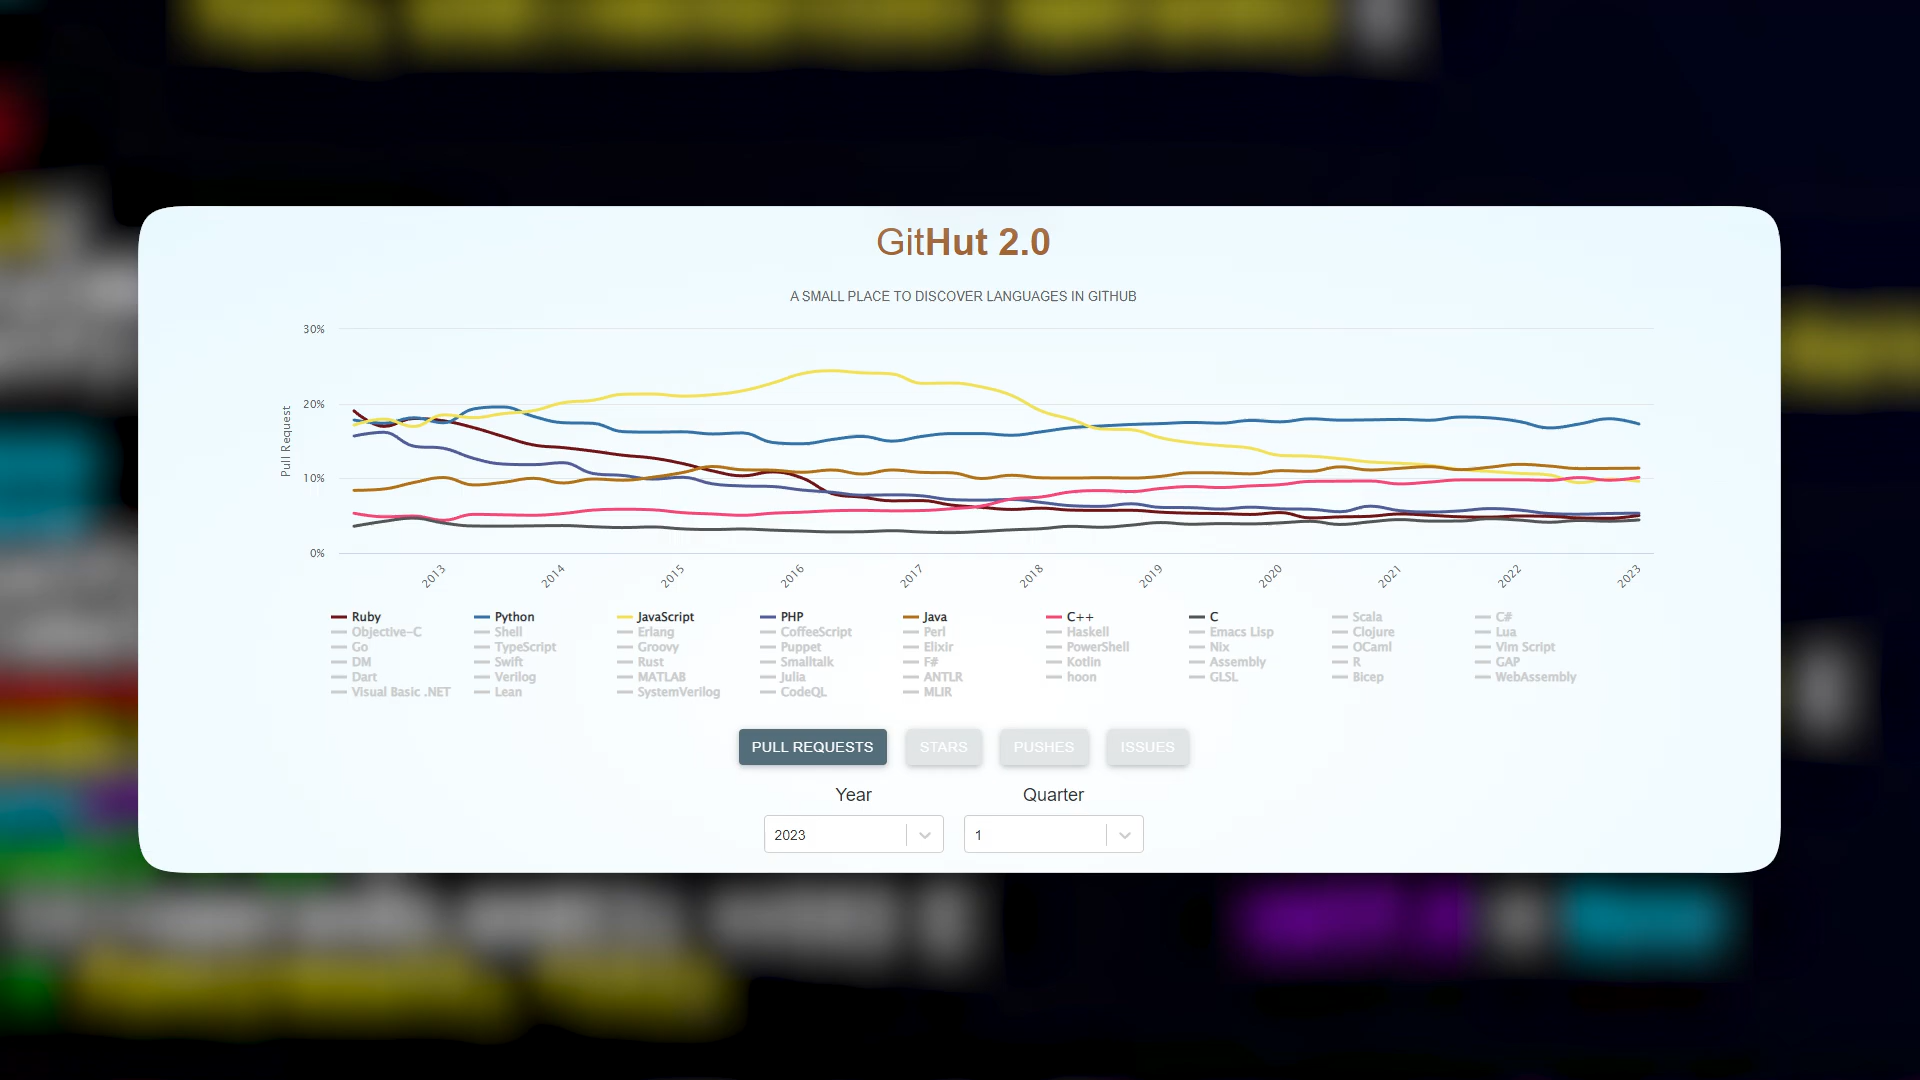 GitHut 2.0
A SMALL PLACE TO DISCOVER LANGUAGES IN GITHUB
30%
20%
10%
0%
Pull Request
2013 2014 2015 2016 2017 2018 2019 2020 2021 2022 2023
Ruby Python JavaScript PHP Java C++ C Scala C#
Objective-C Shell Erlang CoffeeScript Perl Haskell Emacs Lisp Clojure Lua
Go TypeScript Groovy Puppet Elixir PowerShell Nix OCaml Vim Script
DM Swift Rust Smalltalk F# Kotlin Assembly R GAP
Dart Verilog MATLAB Julia ANTLR hoon GLSL Bicep WebAssembly
Visual Basic .NET Lean SystemVerilog CodeQL MLIR
PULL REQUESTS STARS PUSHES ISSUES
Year Quarter
2023 1